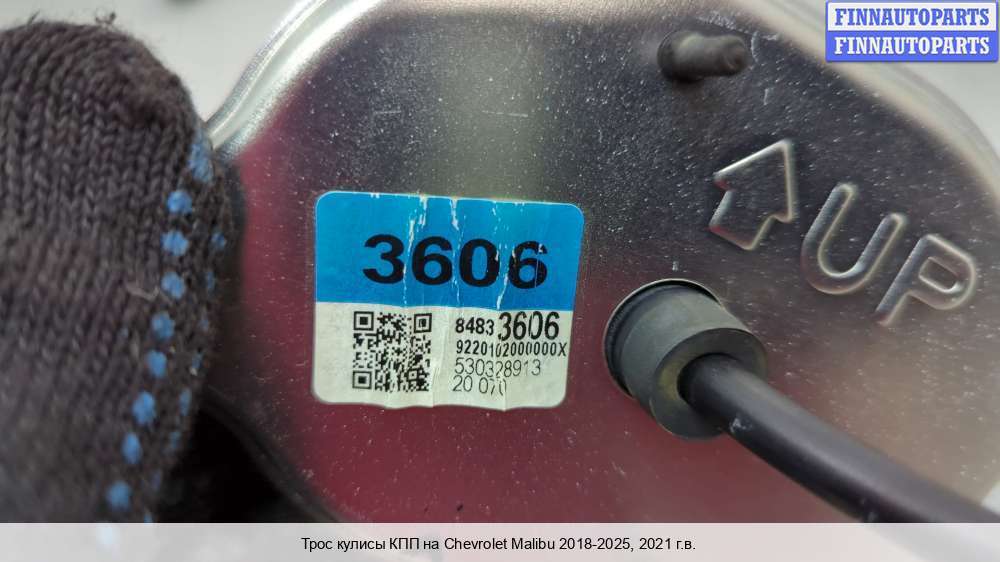 FINNAUTOPARTS
FINNAUTOPARTS
UP
3606
84833606
9220102000000X
530328913
20 070
Трос кулисы КПП на Chevrolet Malibu 2018-2025, 2021 г.в.